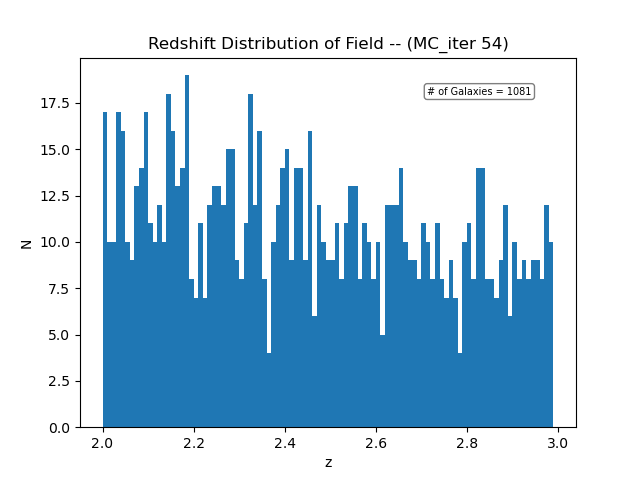 Redshift Distribution of Field -- (MC_iter 54)
# of Galaxies = 1081
17.5
15.0
12.5
10.0
7.5
5.0
2.5
0.0
N
2.0 2.2 2.4 2.6 2.8 3.0
z